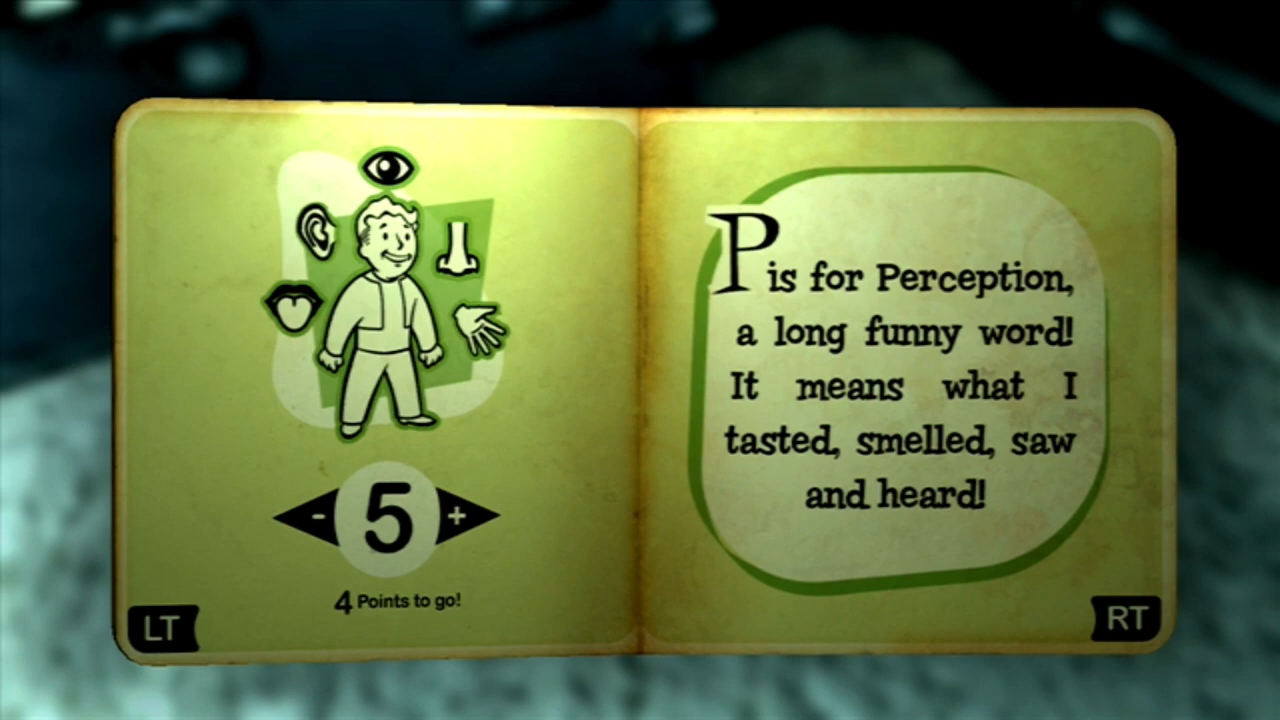 - 5 +
4 Points to go!
LT
P is for Perception,
a long funny word!
It means what I
tasted, smelled, saw
and heard!
RT